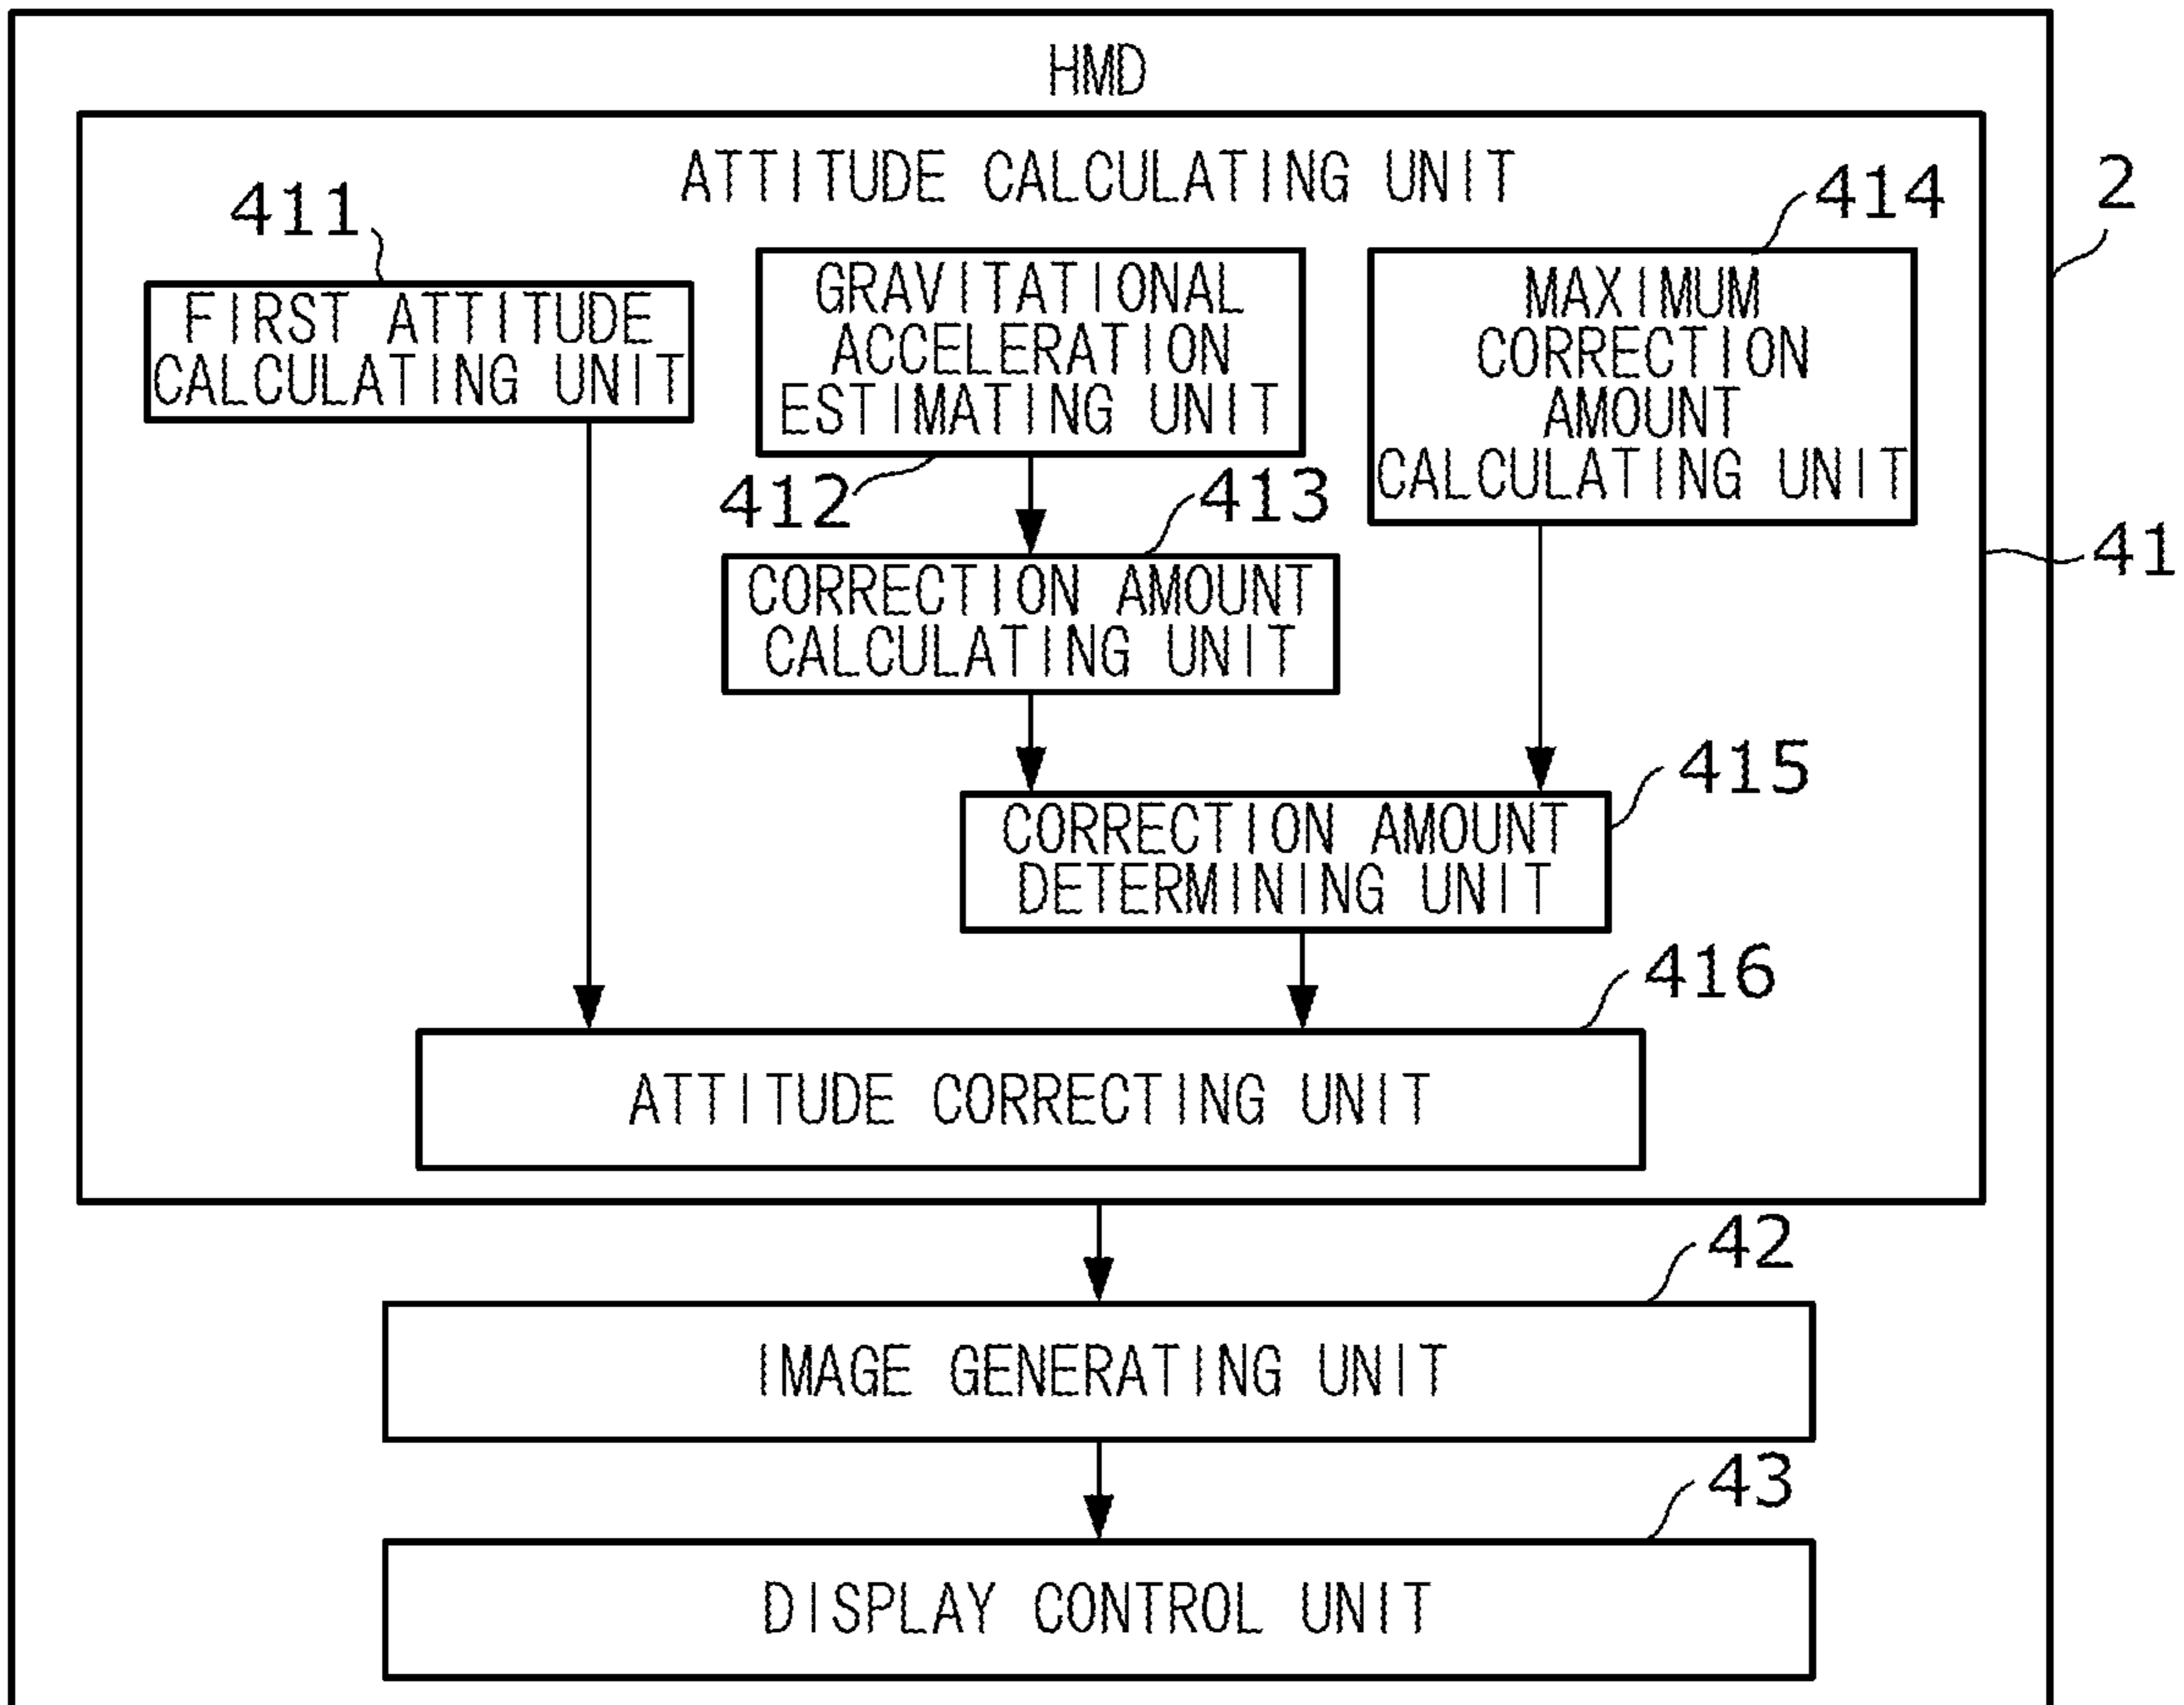 HMD
ATTITUDE CALCULATING UNIT
2
411
414
FIRST ATTITUDE
CALCULATING UNIT
GRAVITATIONAL
ACCELERATION
ESTIMATING UNIT
MAXIMUM
CORRECTION
AMOUNT
CALCULATING UNIT
412
413
41
CORRECTION AMOUNT
CALCULATING UNIT
415
CORRECTION AMOUNT
DETERMINING UNIT
416
ATTITUDE CORRECTING UNIT
42
IMAGE GENERATING UNIT
43
DISPLAY CONTROL UNIT